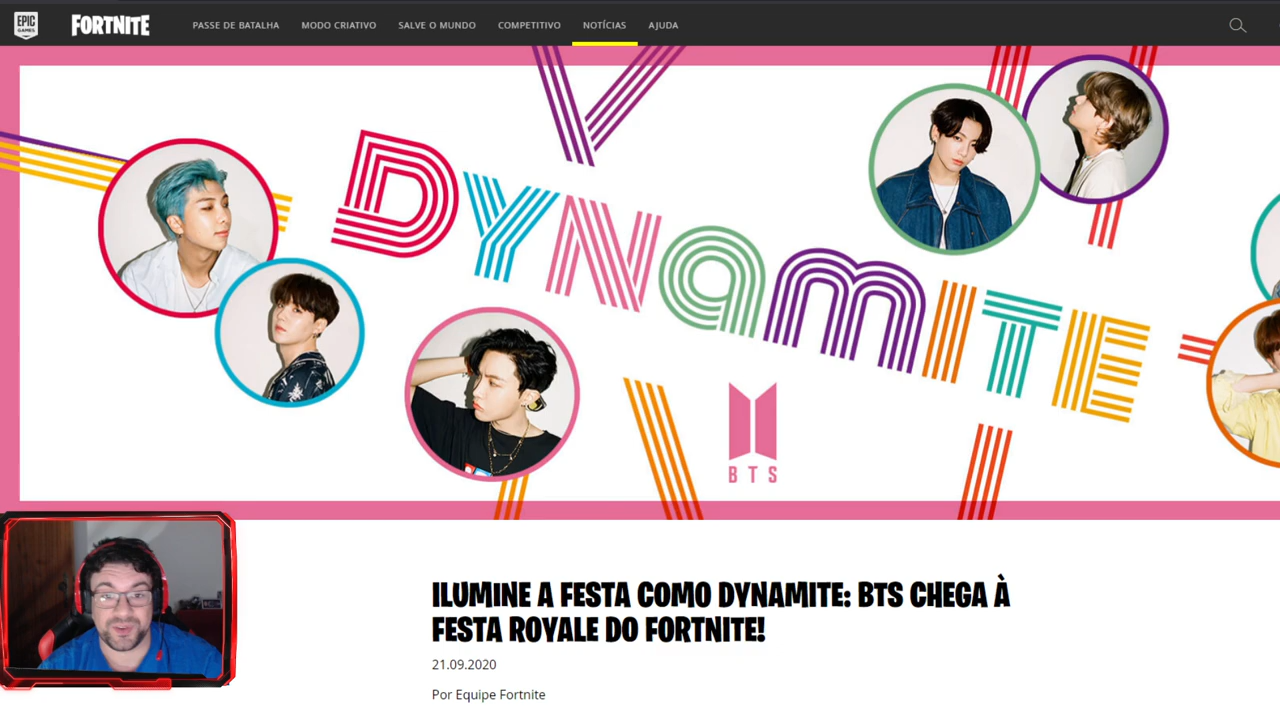 EPIC
GAMES
FORTNITE
PASSE DE BATALHA
MODO CRIATIVO
SALVE O MUNDO
COMPETITIVO
NOTÍCIAS
AJUDA
DYNAMITE
BTS
ILUMINE A FESTA COMO DYNAMITE: BTS CHEGA À
FESTA ROYALE DO FORTNITE!
21.09.2020
Por Equipe Fortnite